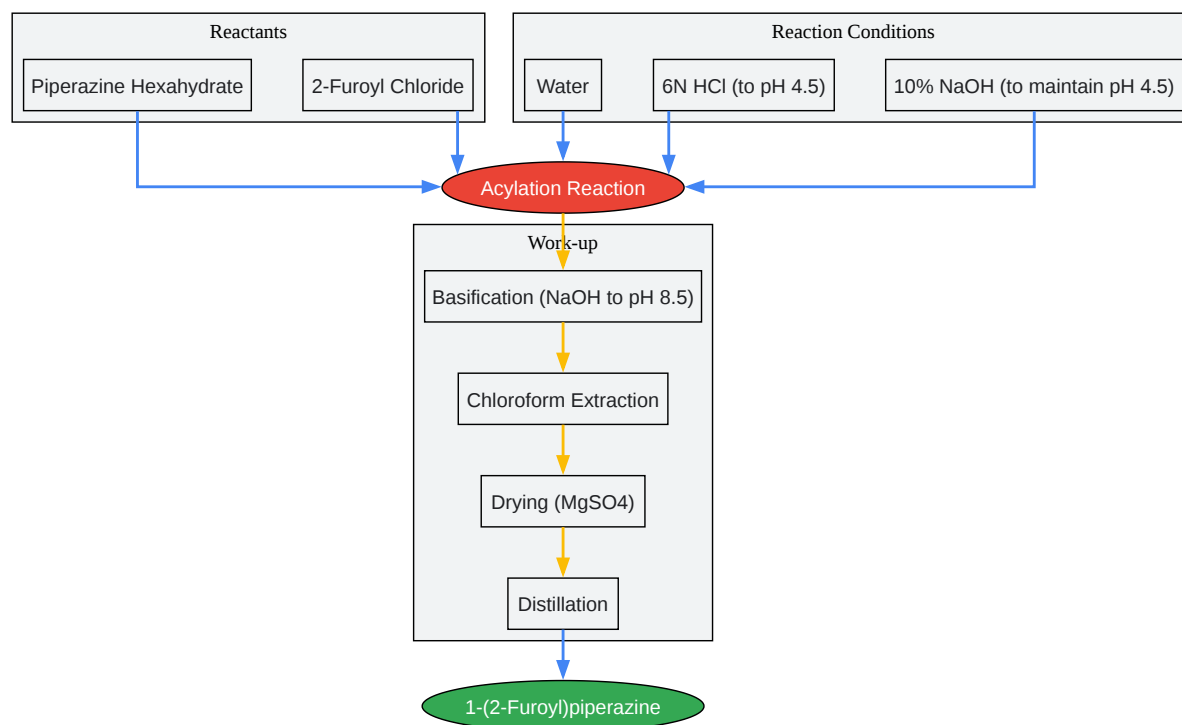 Reactants
Reaction Conditions
Piperazine Hexahydrate
2-Furoyl Chloride
Water
6N HCl (to pH 4.5)
10% NaOH (to maintain pH 4.5)
Acylation Reaction
Work-up
Basification (NaOH to pH 8.5)
Chloroform Extraction
Drying (MgSO4)
Distillation
1-(2-Furoyl)piperazine